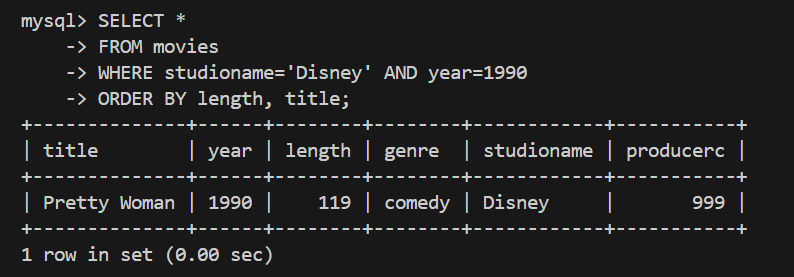 mysql> SELECT *
    -> FROM movies
    -> WHERE studioname='Disney' AND year=1990
    -> ORDER BY length, title;
+--------------+------+--------+--------+------------+-----------+
| title        | year | length | genre  | studioname | producerc |
+--------------+------+--------+--------+------------+-----------+
| Pretty Woman | 1990 |    119 | comedy | Disney     |       999 |
+--------------+------+--------+--------+------------+-----------+
1 row in set (0.00 sec)